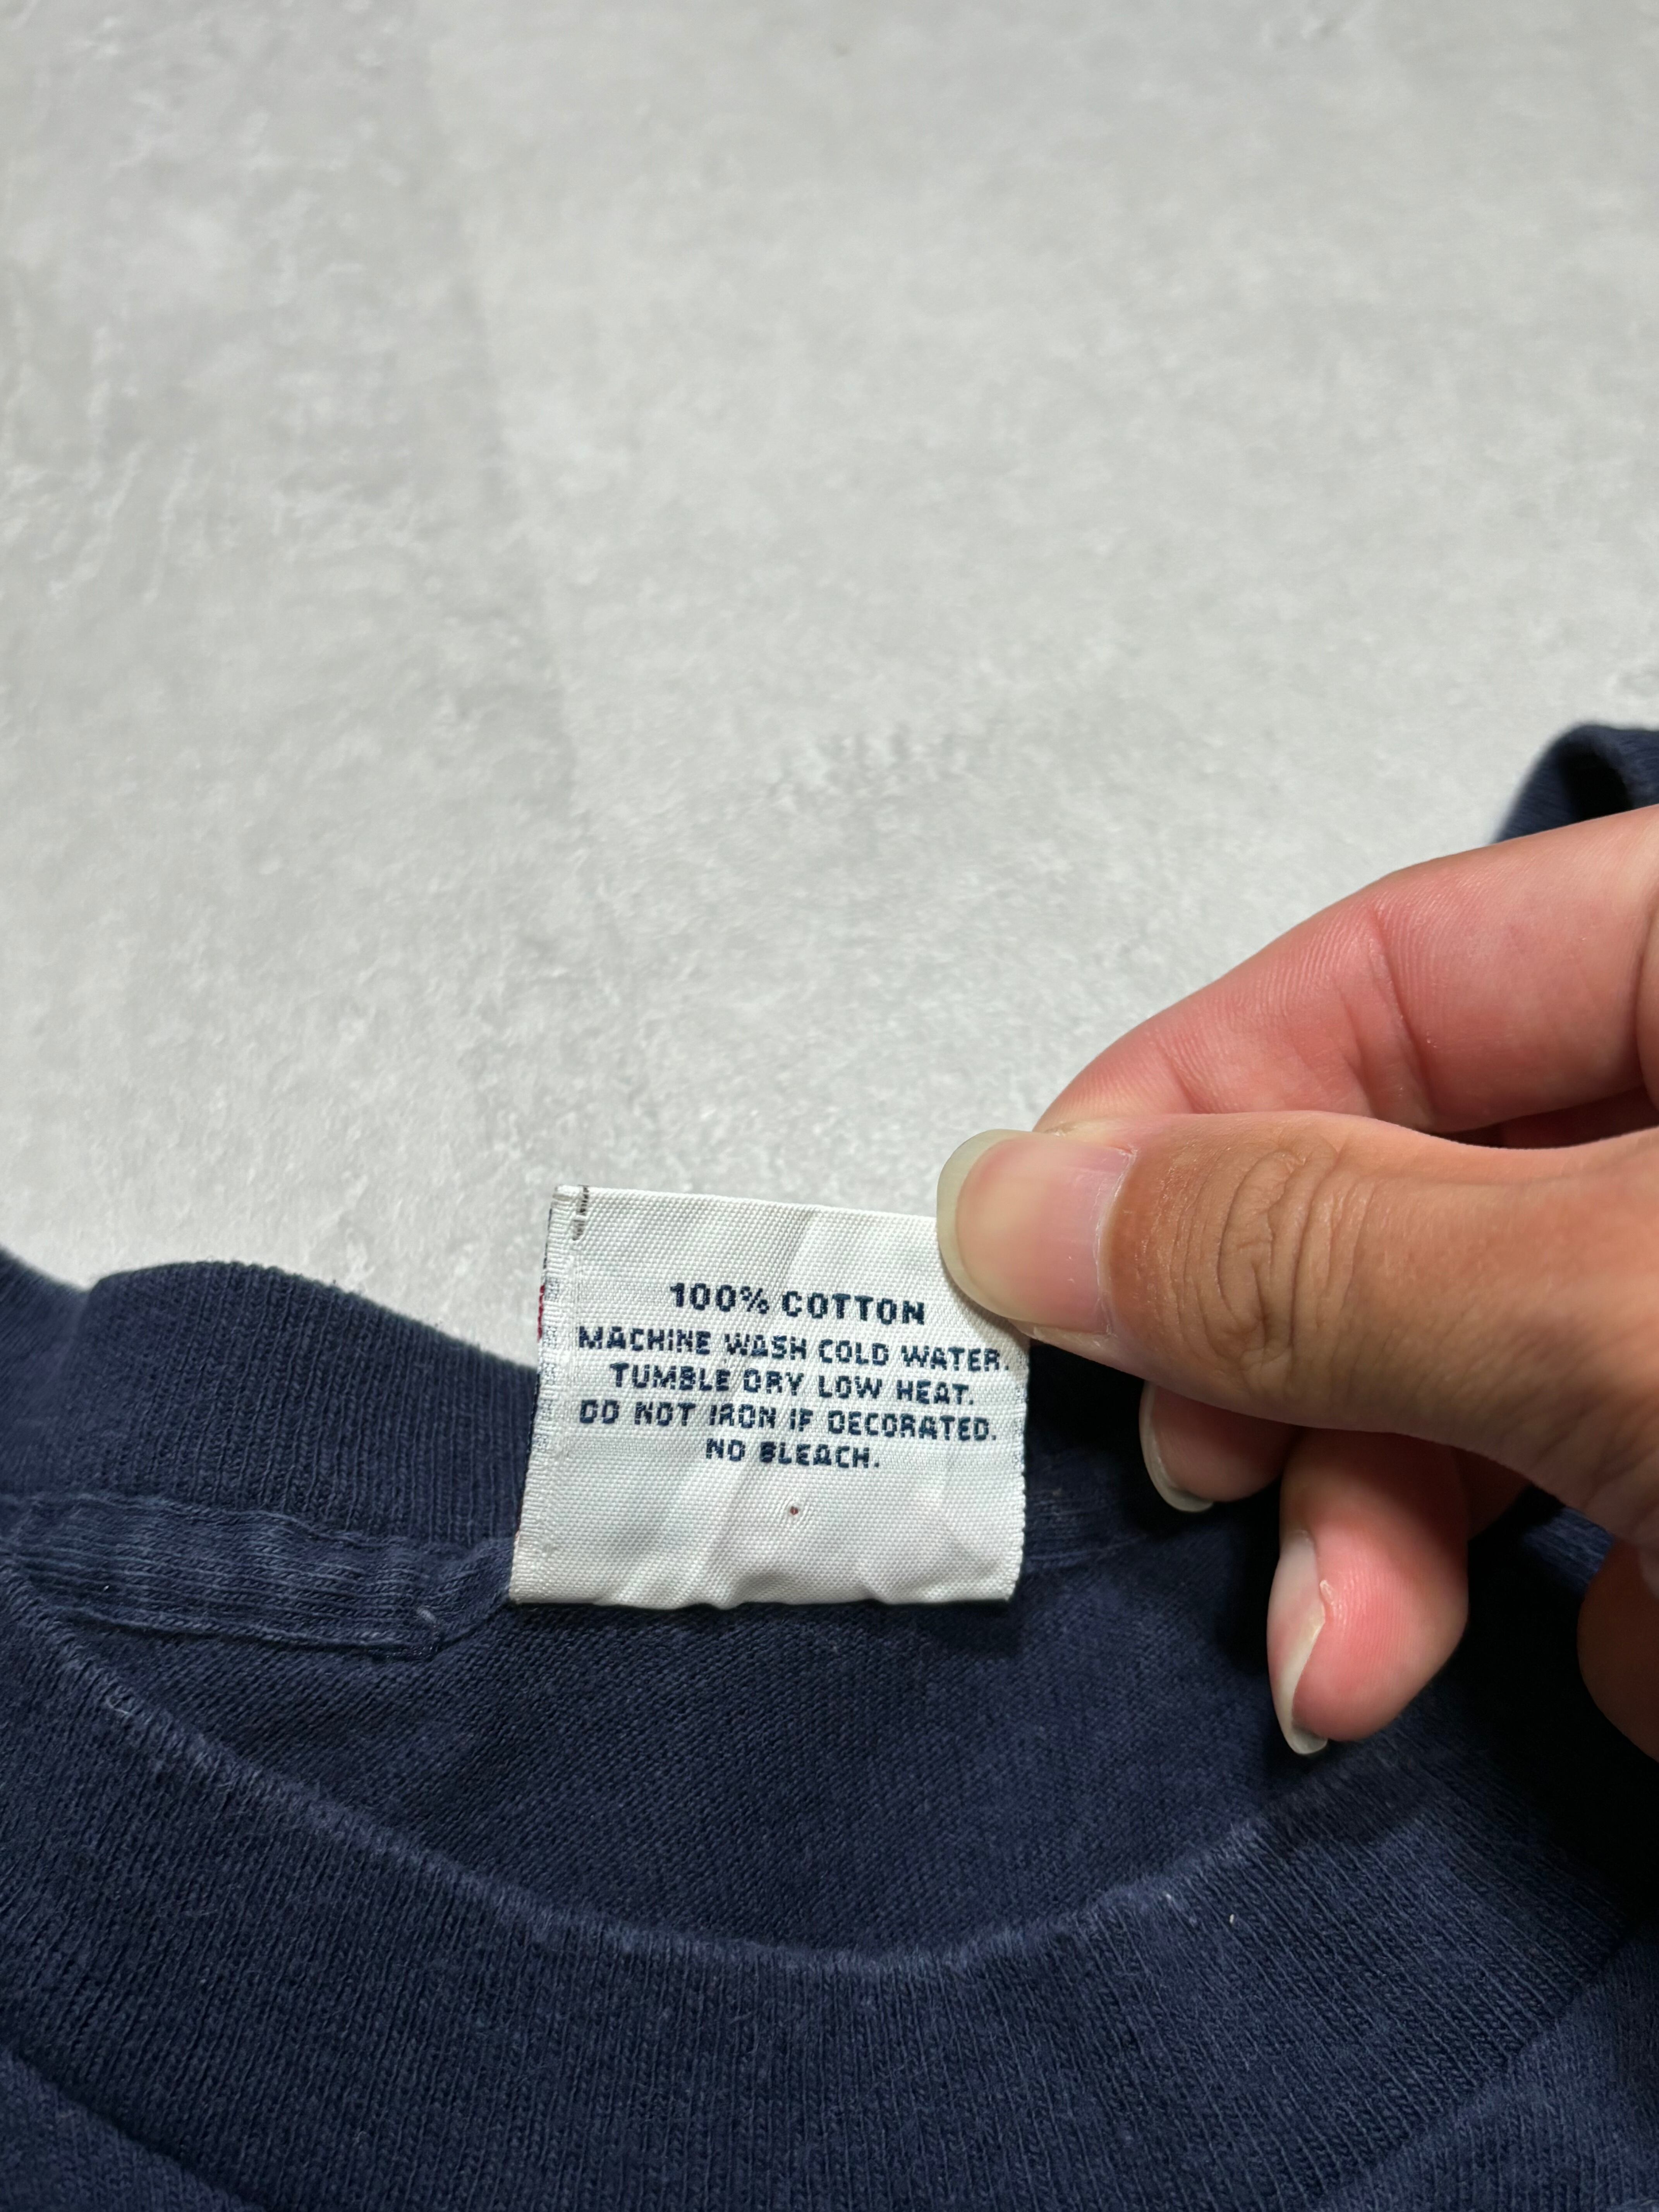 100% COTTON
MACHINE WASH COLD WATER.
TUMBLE DRY LOW HEAT.
DO NOT IRON IF DECORATED.
NO BLEACH.